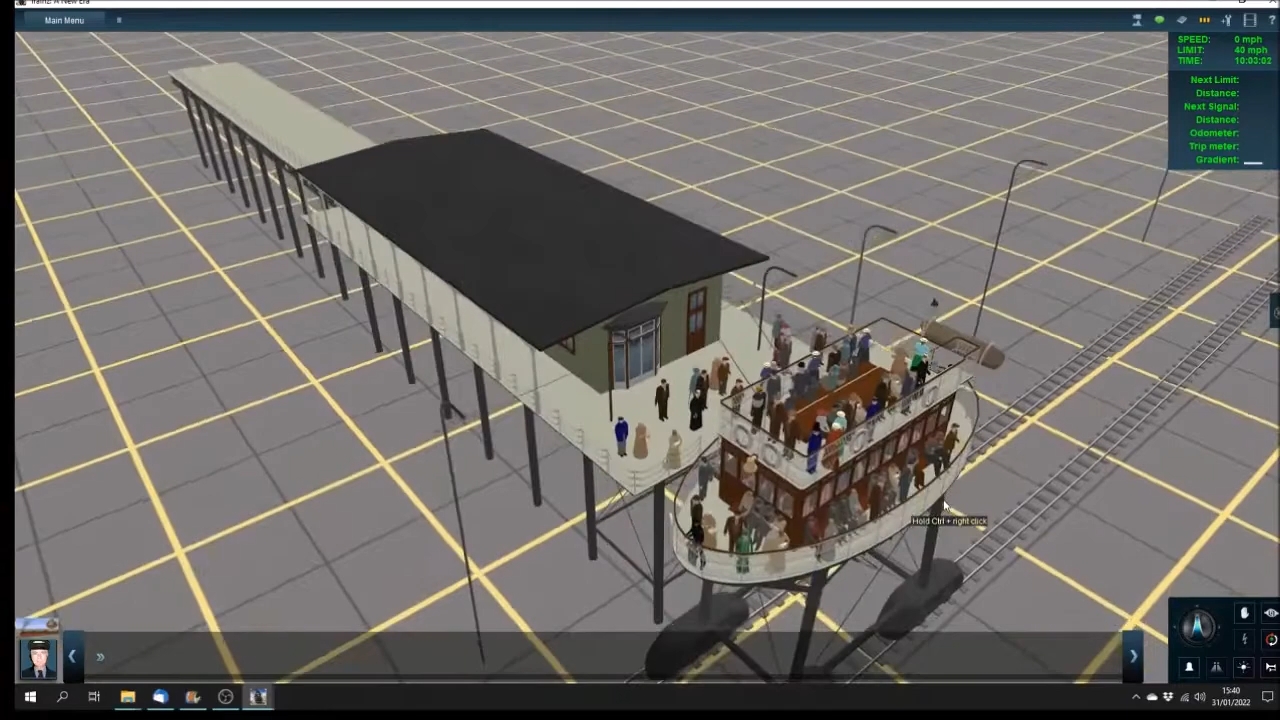 Trainz: A New Era
Main Menu
SPEED: 0 mph
LIMIT: 40 mph
TIME: 10:03:02
Next Limit:
Distance:
Next Signal:
Distance:
Odometer:
Trip meter:
Gradient:
Hold Ctrl + right click
15:40
31/01/2022